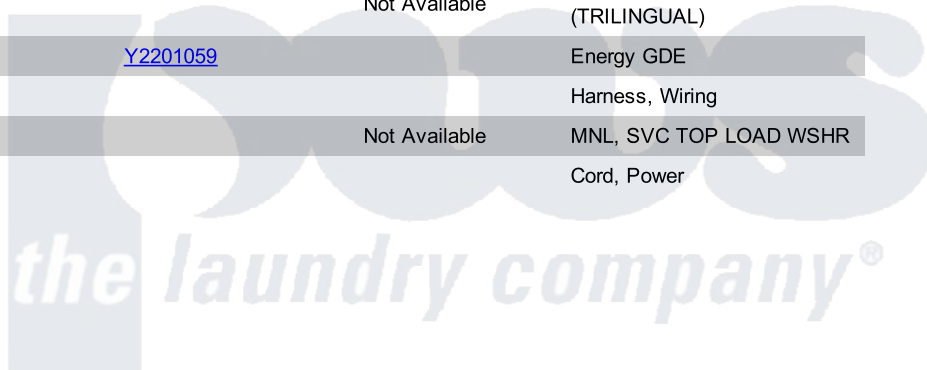 Not Available
(TRILINGUAL)
Y2201059 Energy GDE
Harness, Wiring
Not Available MNL, SVC TOP LOAD WSHR
Cord, Power
pws
the laundry company®